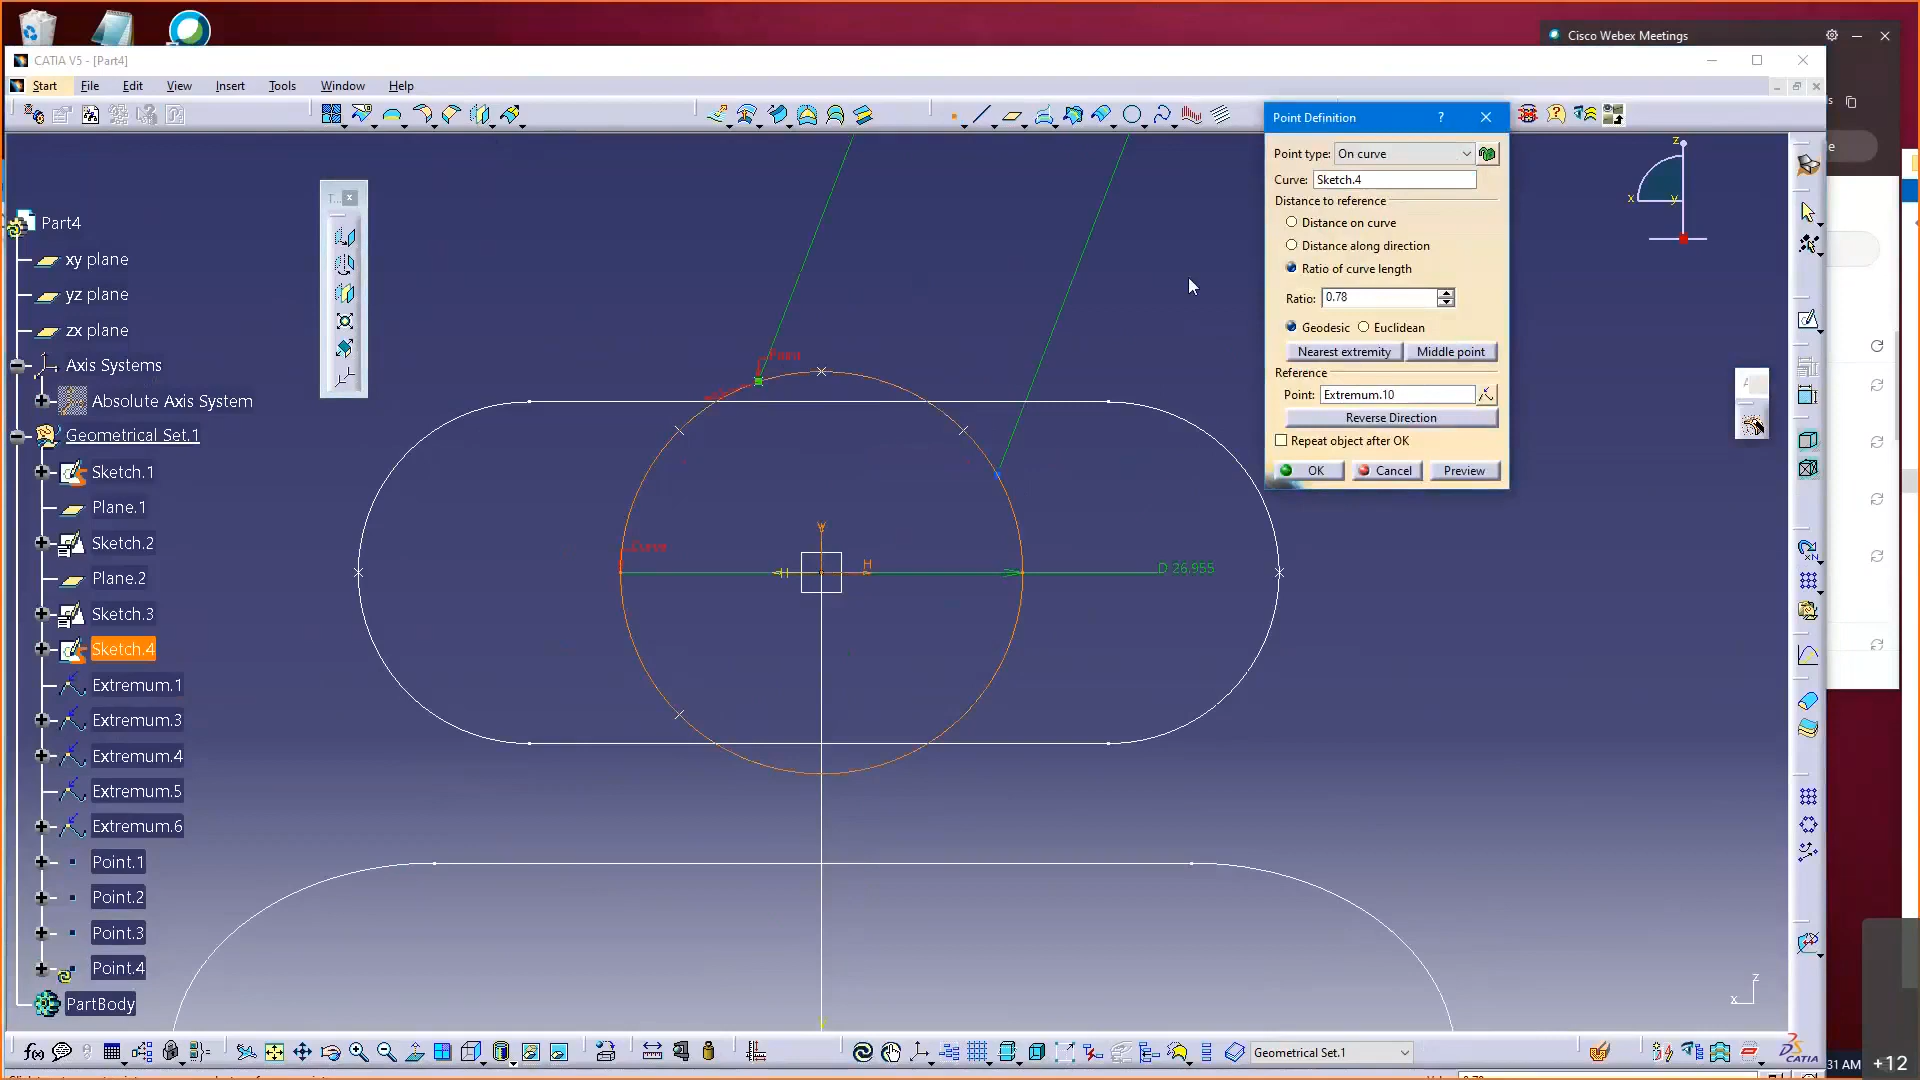 Cisco Webex Meetings
CATIA V5 - [Part4]
Start File Edit View Insert Tools Window Help
Point Definition ? 
Point type: On curve
Curve: Sketch.4
Distance to reference
Distance on curve
Distance along direction
Ratio of curve length
Ratio: 0.78
Geodesic Euclidean
Nearest extremity Middle point
Reference
Point: Extremum.10
Reverse Direction
Repeat object after OK
OK Cancel Preview
T...
Part4
xy plane
yz plane
zx plane
Axis Systems
Absolute Axis System
Geometrical Set.1
Sketch.1
Plane.1
Sketch.2
Plane.2
Sketch.3
Sketch.4
Extremum.1
Extremum.3
Extremum.4
Extremum.5
Extremum.6
Point.1
Point.2
Point.3
Point.4
PartBody
Point
Curve
V
H
H
D 26.955
z
x
y
z
x
f(x)
Geometrical Set.1
CATIA
31 AM
+12